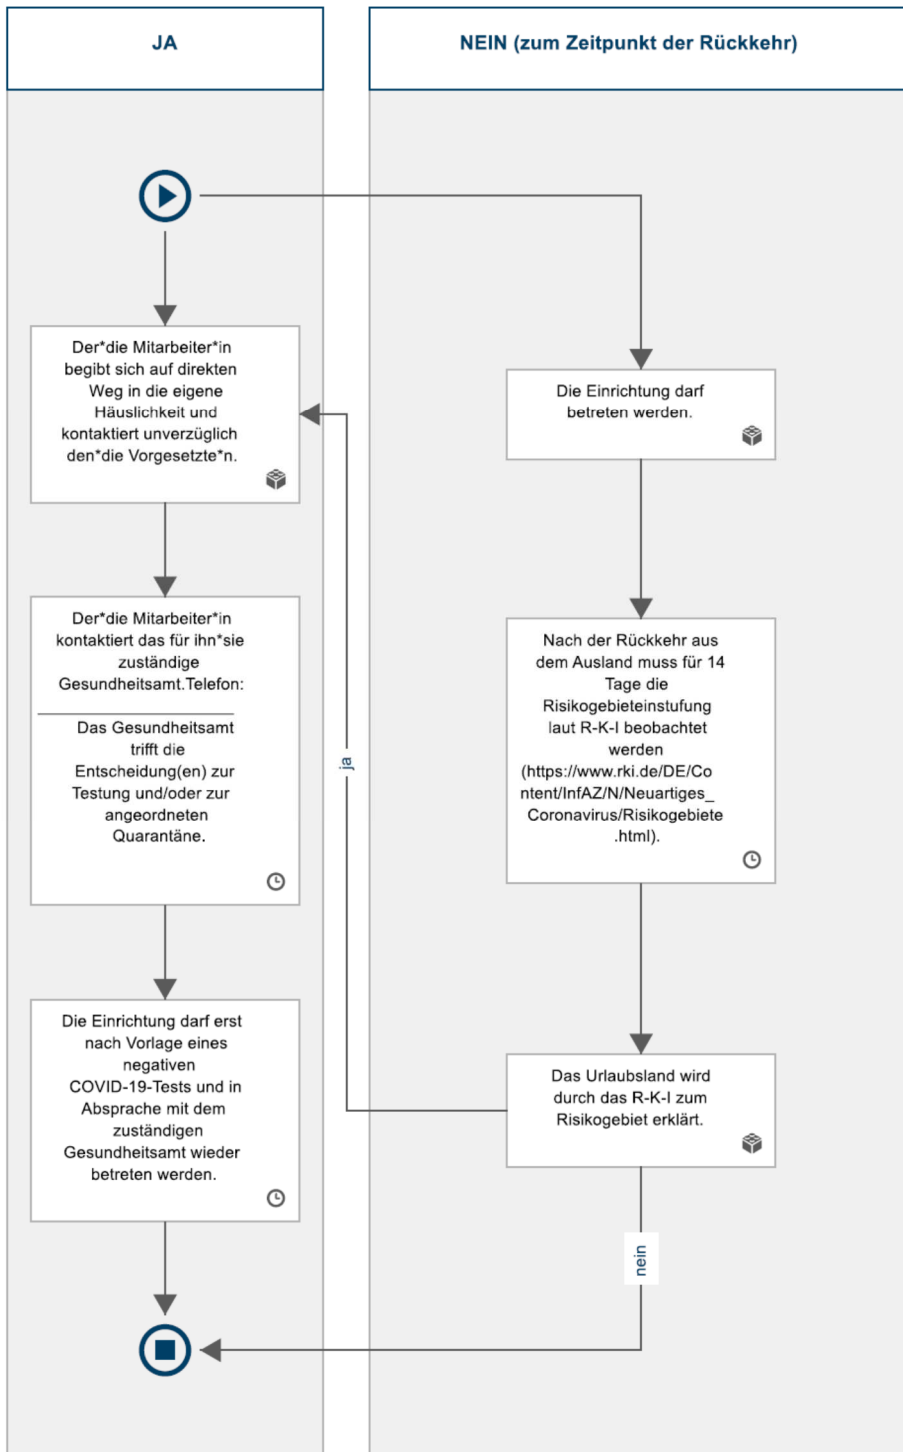 JA
NEIN (zum Zeitpunkt der Rückkehr)
Der*die Mitarbeiter*in
begibt sich auf direkten
Weg in die eigene
Häuslichkeit und
kontaktiert unverzüglich
den*die Vorgesetzte*n.
Die Einrichtung darf
betreten werden.
Der*die Mitarbeiter*in
kontaktiert das für ihn*sie
zuständige
Gesundheitsamt.Telefon:
Das Gesundheitsamt
trifft die
Entscheidung(en) zur
Testung und/oder zur
angeordneten
Quarantäne.
Nach der Rückkehr aus
dem Ausland muss für 14
Tage die
Risikogebieteinstufung
laut R-K-I beobachtet
werden
(https://www.rki.de/DE/Co
ntent/InfAZ/N/Neuartiges_
Coronavirus/Risikogebiete
.html).
ja
Die Einrichtung darf erst
nach Vorlage eines
negativen
COVID-19-Tests und in
Absprache mit dem
zuständigen
Gesundheitsamt wieder
betreten werden.
Das Urlaubsland wird
durch das R-K-I zum
Risikogebiet erklärt.
nein